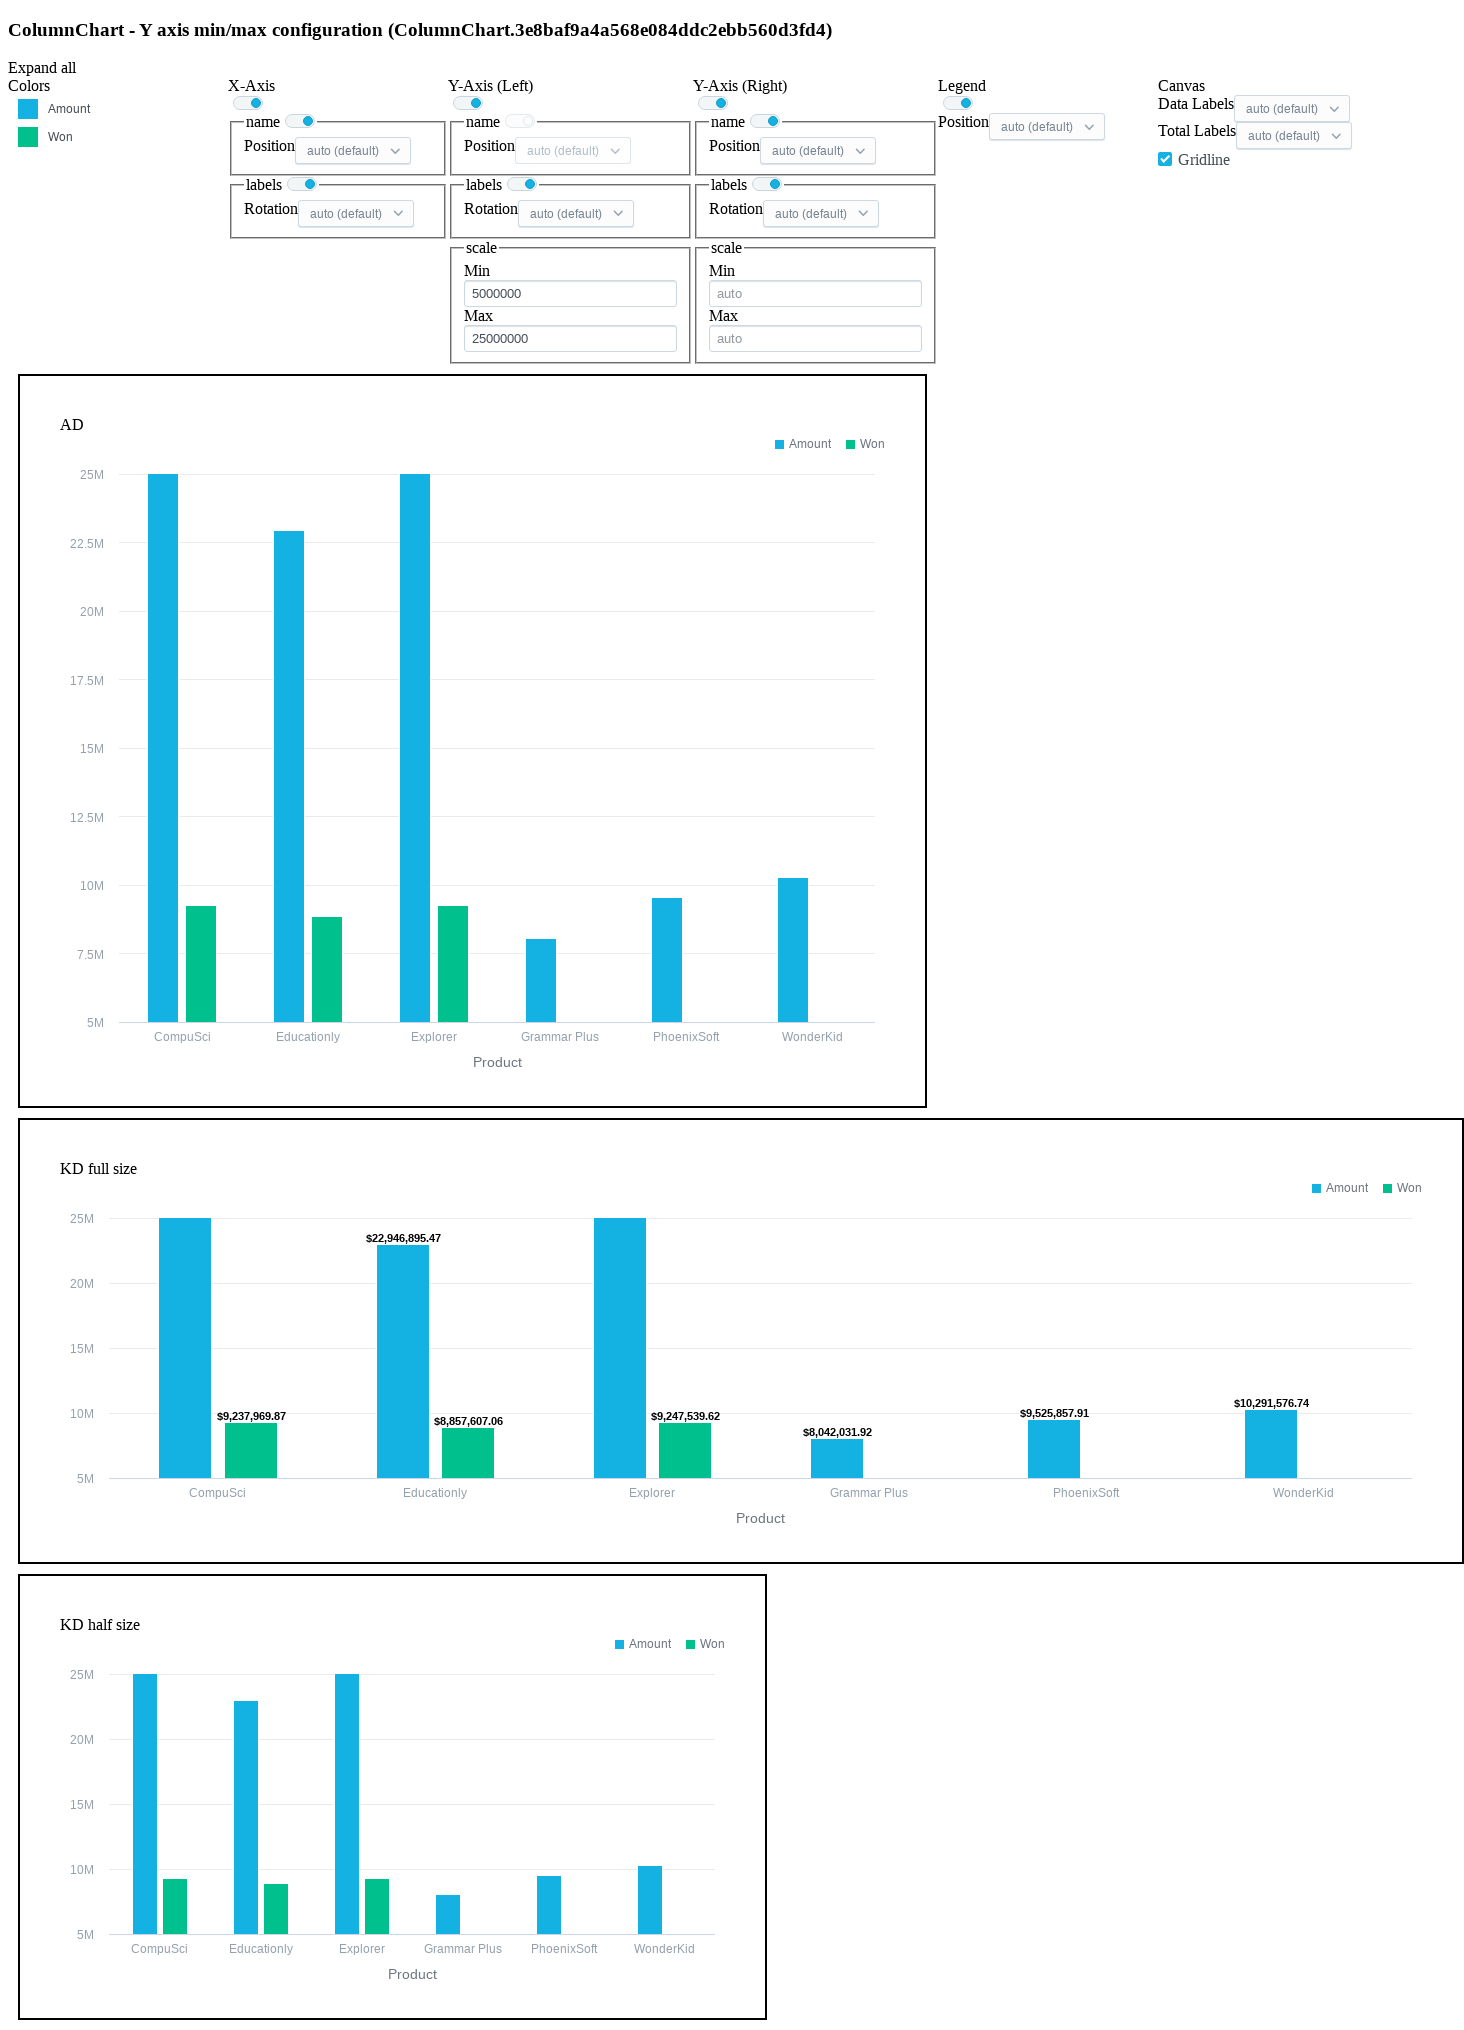 ColumnChart - Y axis min/max configuration (ColumnChart.3e8baf9a4a568e084ddc2ebb560d3fd4)
Expand all
Colors
Amount
Won
X-Axis
name
Position auto (default)
labels
Rotation auto (default)
Y-Axis (Left)
name
Position auto (default)
labels
Rotation auto (default)
scale
Min
5000000
Max
25000000
Y-Axis (Right)
name
Position auto (default)
labels
Rotation auto (default)
scale
Min
auto
Max
auto
Legend
Position auto (default)
Canvas
Data Labels auto (default)
Total Labels auto (default)
Gridline
AD
Amount Won
25M
22.5M
20M
17.5M
15M
12.5M
10M
7.5M
5M
CompuSci Educationly Explorer Grammar Plus PhoenixSoft WonderKid
Product
KD full size
Amount Won
25M
$22,946,895.47
20M
15M
$10,291,576.74
10M
$9,237,969.87 $8,857,607.06 $9,247,539.62 $8,042,031.92 $9,525,857.91
5M
CompuSci Educationly Explorer Grammar Plus PhoenixSoft WonderKid
Product
KD half size
Amount Won
25M
20M
15M
10M
5M
CompuSci Educationly Explorer Grammar Plus PhoenixSoft WonderKid
Product